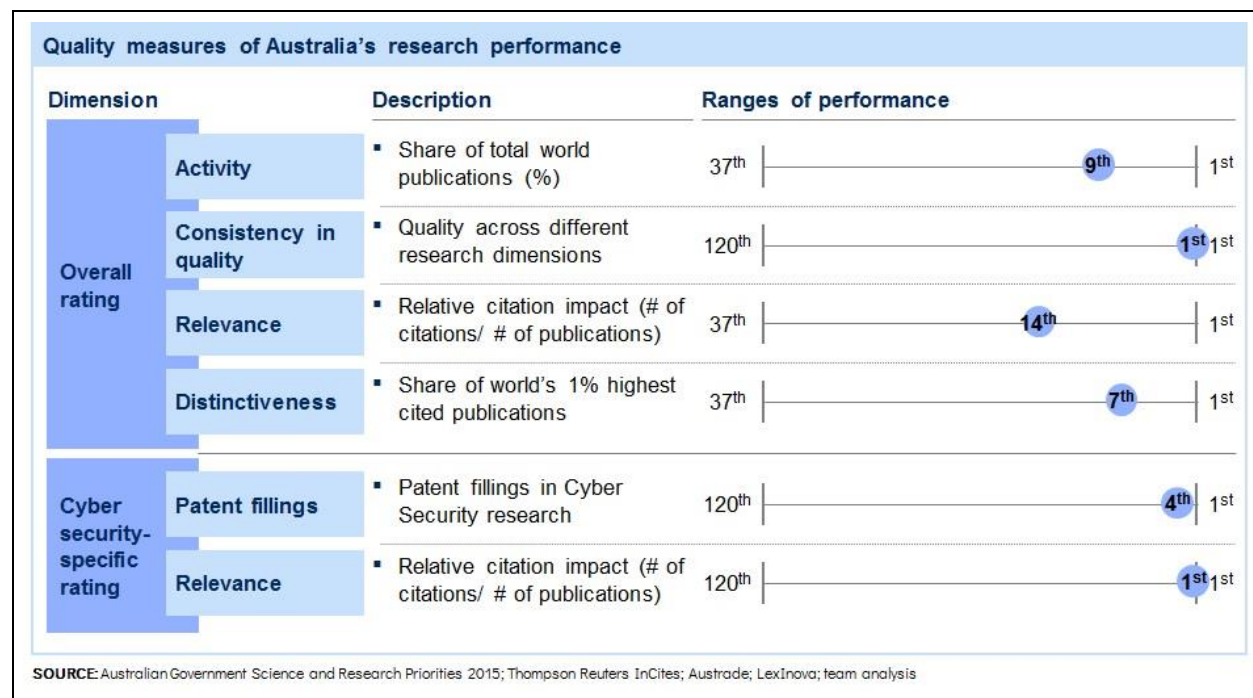 Quality measures of Australia's research performance
Dimension
Description
Ranges of performance
Overall
rating
Activity
▪ Share of total world
publications (%)
37th
9th
1st
Consistency in
quality
▪ Quality across different
research dimensions
120th
1st
1st
Relevance
▪ Relative citation impact (# of
citations/ # of publications)
37th
14th
1st
Distinctiveness
▪ Share of world's 1% highest
cited publications
37th
7th
1st
Cyber
security-
specific
rating
Patent fillings
▪ Patent fillings in Cyber
Security research
120th
4th
1st
Relevance
▪ Relative citation impact (# of
citations/ # of publications)
120th
1st
1st
SOURCE: Australian Government Science and Research Priorities 2015; Thompson Reuters InCites; Austrade; LexInova; team analysis